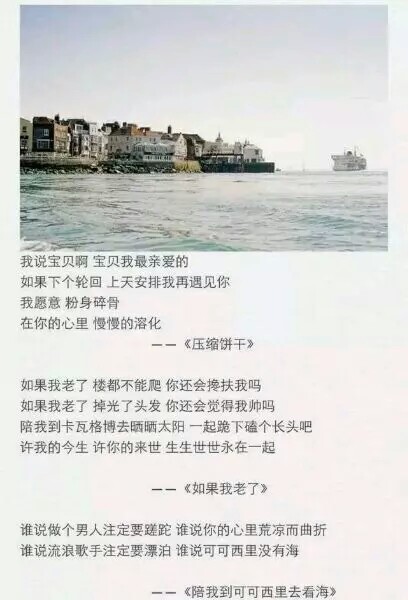 我说宝贝啊 宝贝我最亲爱的
如果下个轮回 上天安排我再遇见你
我愿意 粉身碎骨
在你的心里 慢慢的溶化
——《压缩饼干》
如果我老了 楼都不能爬 你还会搀扶我吗
如果我老了 掉光了头发 你还会觉得我帅吗
陪我到卡瓦格博去晒晒太阳 一起跪下磕个长头吧
许我的今生 许你的来世 生生世世永在一起
——《如果我老了》
谁说做个男人注定要蹉跎 谁说你的心里荒凉而曲折
谁说流浪歌手注定要漂泊 谁说可可西里没有海
——《陪我到可可西里去看海》